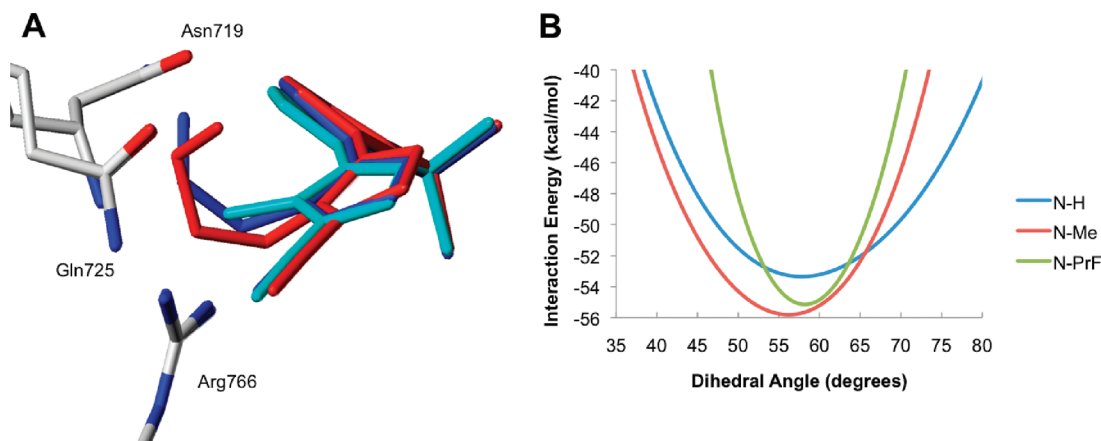 A
Asn719
Gln725
Arg766
B
Interaction Energy (kcal/mol)
-40
-42
-44
-46
-48
-50
-52
-54
-56
35 40 45 50 55 60 65 70 75 80
Dihedral Angle (degrees)
N-H
N-Me
N-PrF